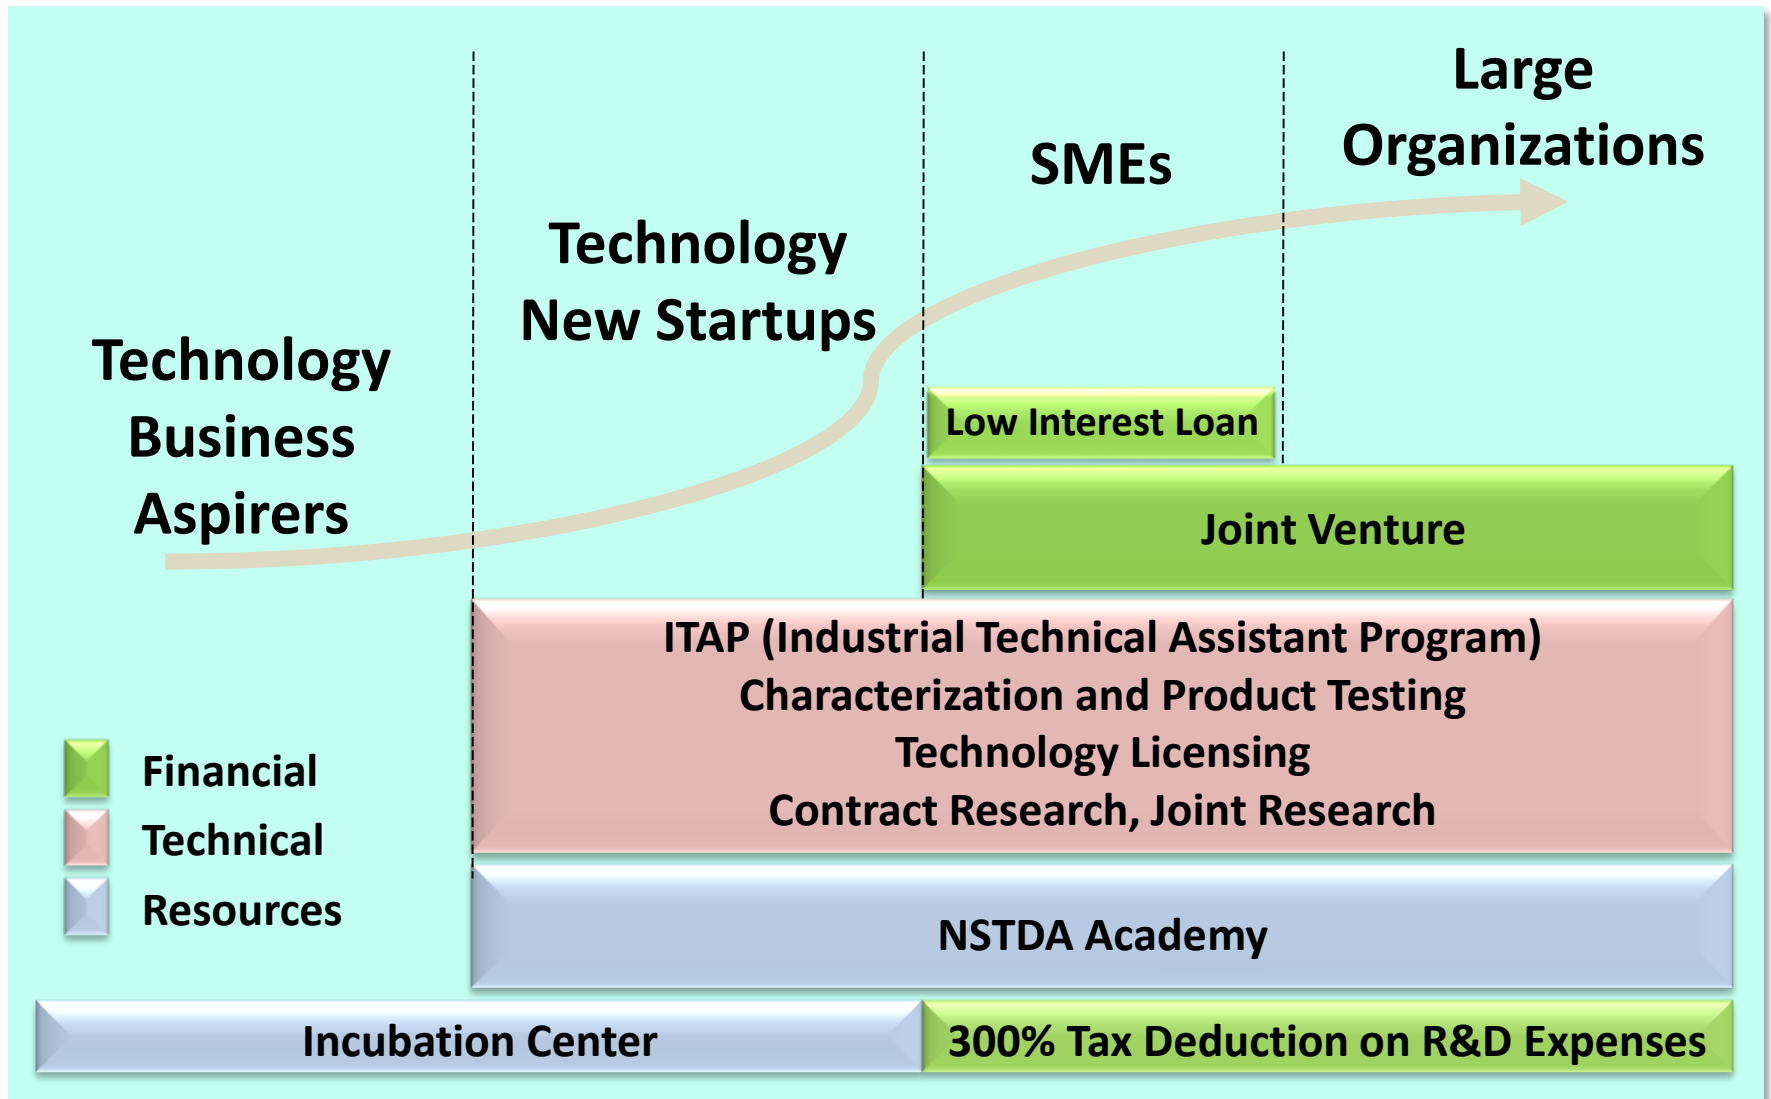 Large
Organizations
SMEs
Technology
New Startups
Technology
Business
Aspirers
Low Interest Loan
Joint Venture
ITAP (Industrial Technical Assistant Program)
Characterization and Product Testing
Technology Licensing
Contract Research, Joint Research
Financial
Technical
Resources
NSTDA Academy
Incubation Center
300% Tax Deduction on R&D Expenses